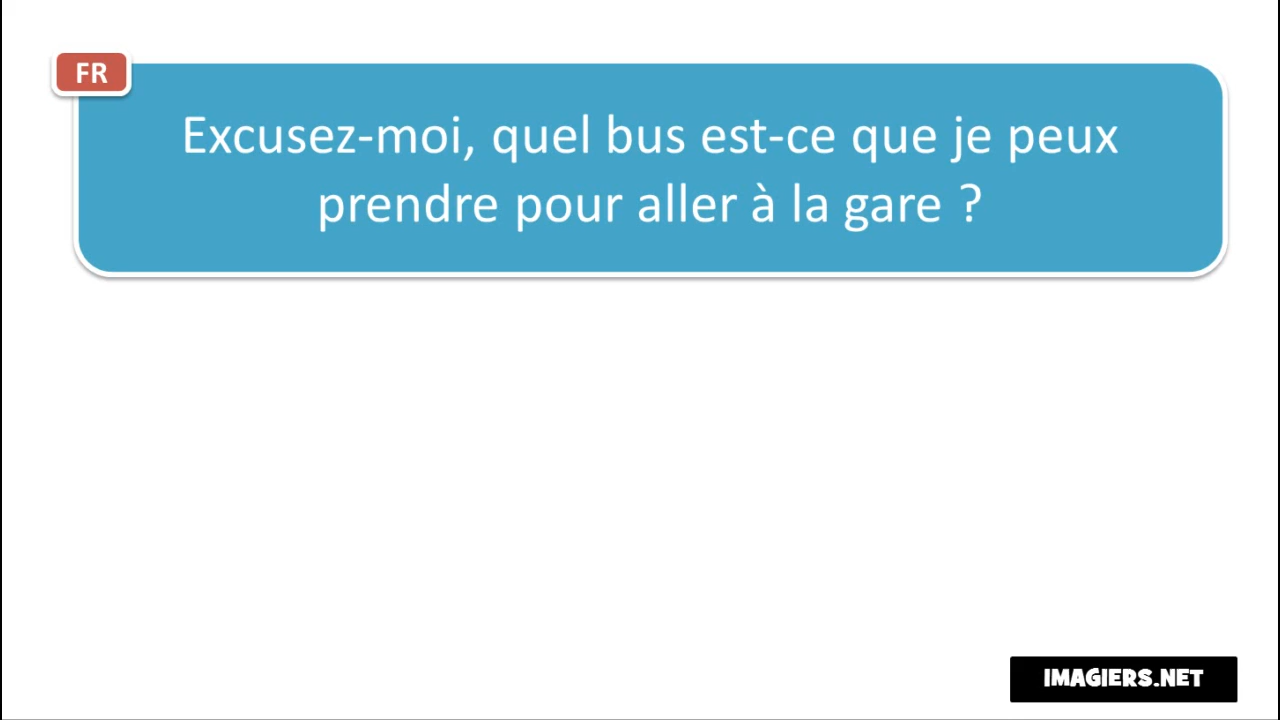 FR
Excusez-moi, quel bus est-ce que je peux
prendre pour aller à la gare ?
IMAGIERS.NET